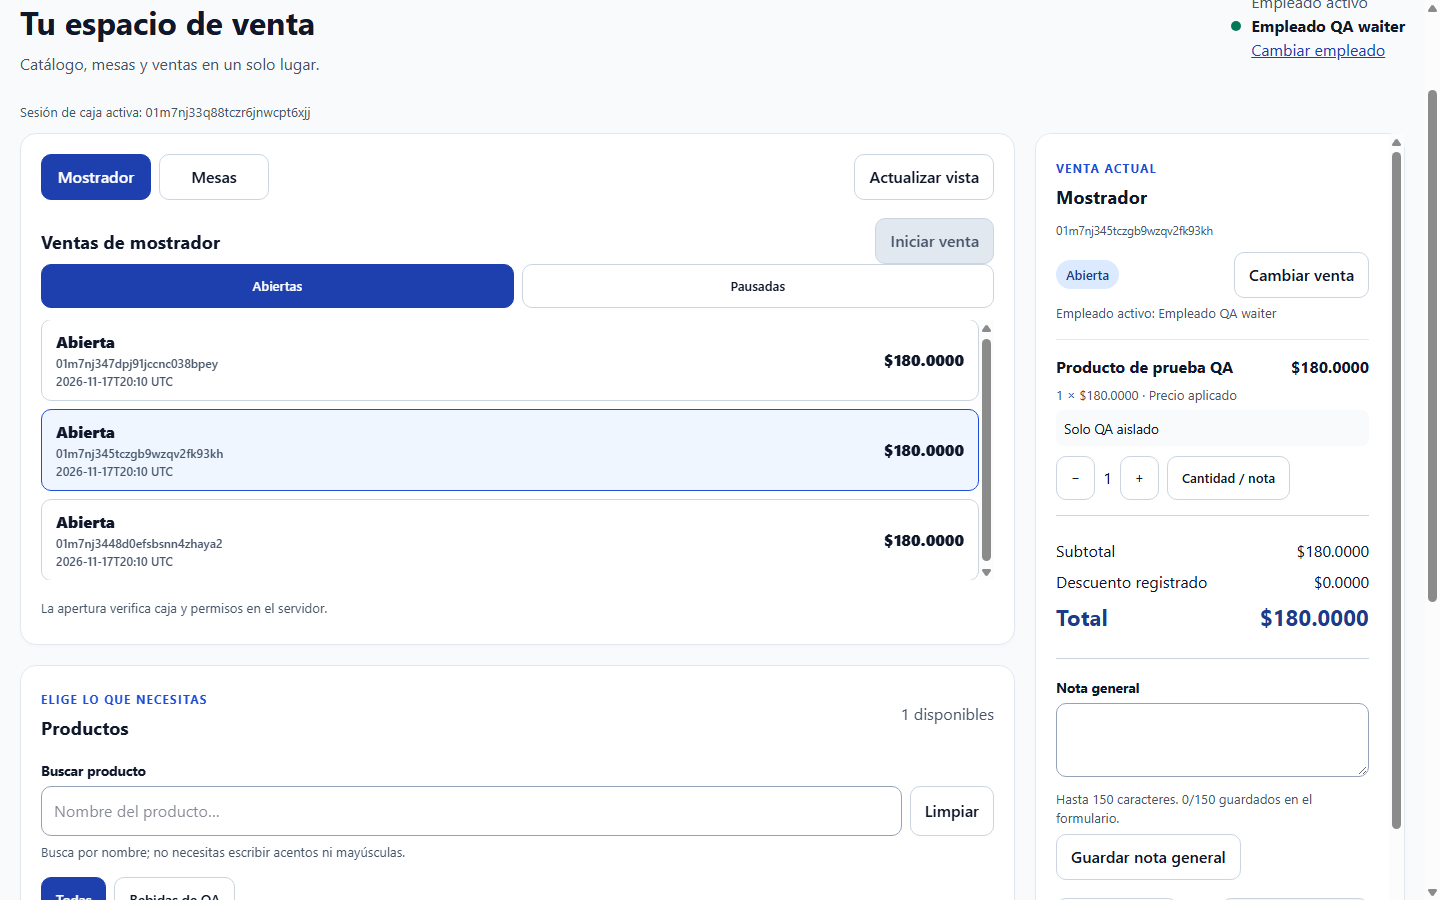 Tu espacio de venta
Catálogo, mesas y ventas en un solo lugar.
Empleado activo
Empleado QA waiter
Cambiar empleado
Sesión de caja activa: 01m7nj33q88tczr6jnwcpt6xjj
Mostrador
Mesas
Actualizar vista
Ventas de mostrador
Iniciar venta
Abiertas
Pausadas
Abierta
01m7nj347dpj91jccnc038bpey
2026-11-17T20:10 UTC
$180.0000
Abierta
01m7nj345tczgb9wzqv2fk93kh
2026-11-17T20:10 UTC
$180.0000
Abierta
01m7nj3448d0efsbsnn4zhaya2
2026-11-17T20:10 UTC
$180.0000
La apertura verifica caja y permisos en el servidor.
ELIGE LO QUE NECESITAS
Productos
1 disponibles
Buscar producto
Nombre del producto...
Limpiar
Busca por nombre; no necesitas escribir acentos ni mayúsculas.
Todas
Bebidas de QA
VENTA ACTUAL
Mostrador
01m7nj345tczgb9wzqv2fk93kh
Abierta
Cambiar venta
Empleado activo: Empleado QA waiter
Producto de prueba QA
$180.0000
1 × $180.0000 · Precio aplicado
Solo QA aislado
− 1 +
Cantidad / nota
Subtotal
$180.0000
Descuento registrado
$0.0000
Total
$180.0000
Nota general
Hasta 150 caracteres. 0/150 guardados en el
formulario.
Guardar nota general